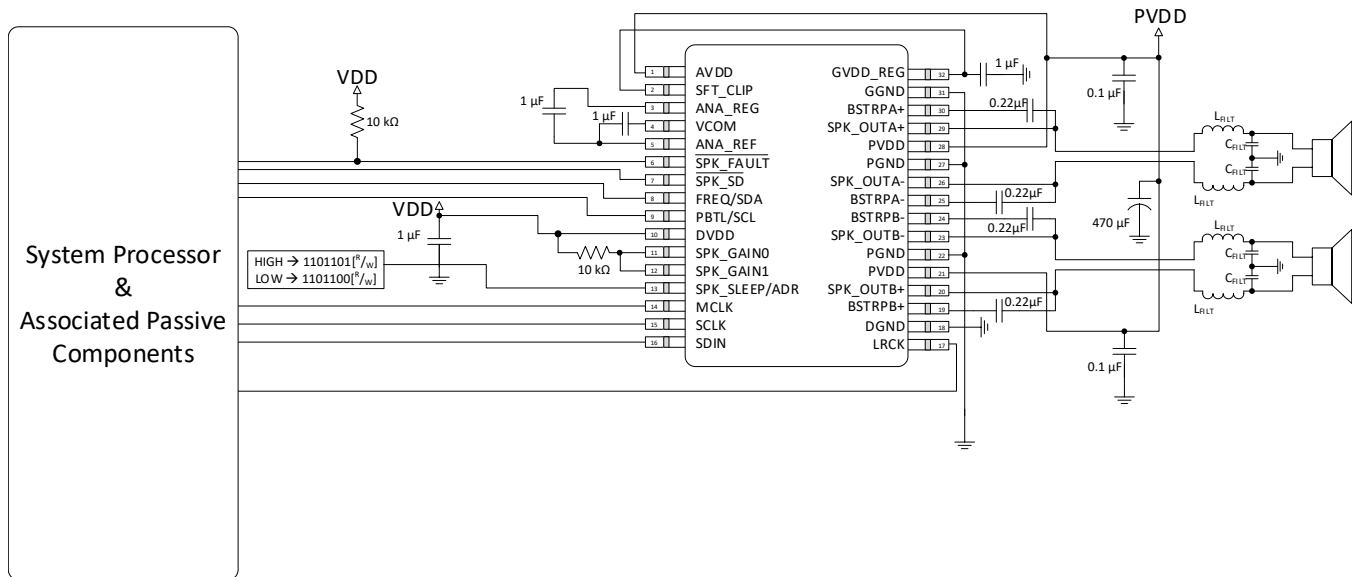 System Processor
&
Associated Passive
Components
VDD
10 kΩ
VDD
1 µF
HIGH → 1101101[R/W]
LOW → 1101100[R/W]
1 µF
1 µF
10 kΩ
1 AVDD
2 SFT_CLIP
3 ANA_REG
4 VCOM
5 ANA_REF
6 SPK_FAULT
7 SPK_SD
8 FREQ/SDA
9 PBTL/SCL
10 DVDD
11 SPK_GAIN0
12 SPK_GAIN1
13 SPK_SLEEP/ADR
14 MCLK
15 SCLK
16 SDIN
GVDD_REG 32
GGND 31
BSTRPA+ 30
SPK_OUTA+ 29
PVDD 28
PGND 27
SPK_OUTA- 26
BSTRPA- 25
BSTRPB- 24
SPK_OUTB- 23
PGND 22
PVDD 21
SPK_OUTB+ 20
BSTRPB+ 19
DGND 18
LRCK 17
1 µF
0.22µF
0.22µF
0.22µF
0.22µF
PVDD
0.1 µF
470 µF
0.1 µF
LFILT
CFILT
CFILT
LFILT
LFILT
CFILT
CFILT
LFILT